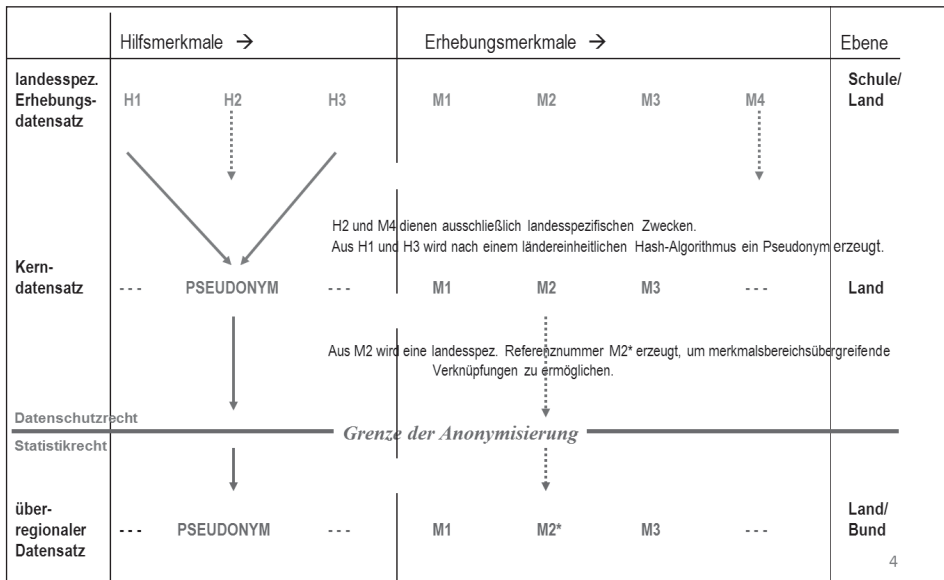 Hilfsmerkmale → Erhebungsmerkmale → Ebene
landesspez.
Erhebungs-
datensatz
H1 H2 H3 M1 M2 M3 M4
Schule/
Land
H2 und M4 dienen ausschließlich landesspezifischen Zwecken.
Aus H1 und H3 wird nach einem ländereinheitlichen Hash-Algorithmus ein Pseudonym erzeugt.
Kern-
datensatz
- - - PSEUDONYM - - - M1 M2 M3 - - - Land
Aus M2 wird eine landesspez. Referenznummer M2* erzeugt, um merkmalsbereichsübergreifende
Verknüpfungen zu ermöglichen.
Datenschutzrecht
Grenze der Anonymisierung
Statistikrecht
über-
regionaler
Datensatz
- - - PSEUDONYM - - - M1 M2* M3 - - -
Land/
Bund
4